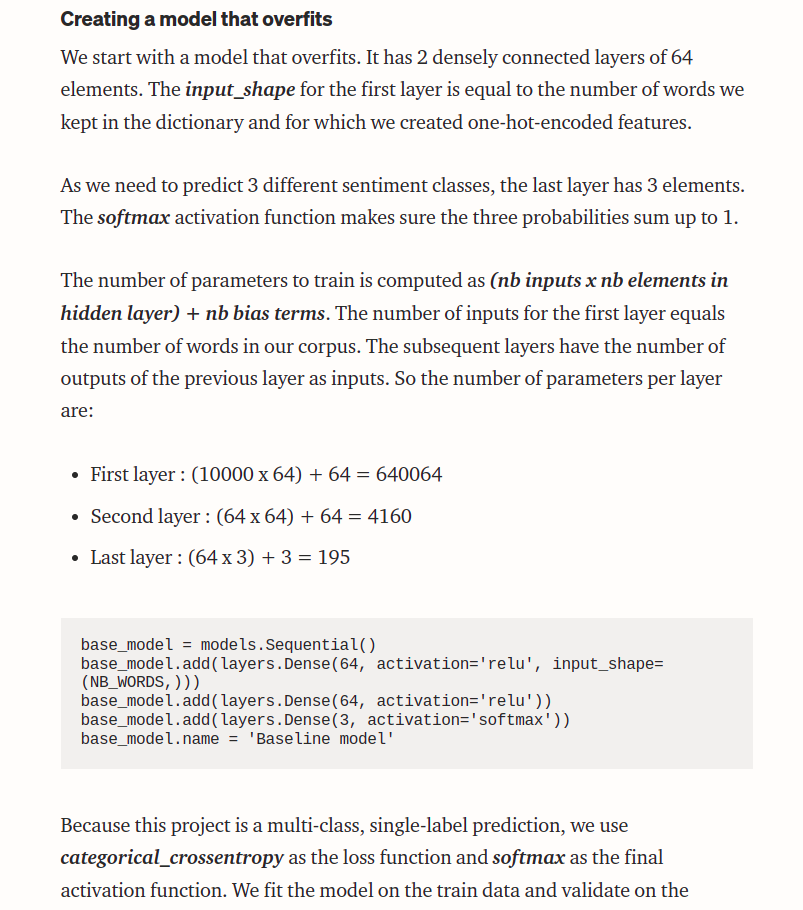 Creating a model that overfits
We start with a model that overfits. It has 2 densely connected layers of 64
elements. The input_shape for the first layer is equal to the number of words we
kept in the dictionary and for which we created one-hot-encoded features.
As we need to predict 3 different sentiment classes, the last layer has 3 elements.
The softmax activation function makes sure the three probabilities sum up to 1.
The number of parameters to train is computed as (nb inputs x nb elements in
hidden layer) + nb bias terms. The number of inputs for the first layer equals
the number of words in our corpus. The subsequent layers have the number of
outputs of the previous layer as inputs. So the number of parameters per layer
are:
• First layer : (10000 x 64) + 64 = 640064
• Second layer : (64 x 64) + 64 = 4160
• Last layer : (64 x 3) + 3 = 195
base_model = models.Sequential()
base_model.add(layers.Dense(64, activation='relu', input_shape=
(NB_WORDS,)))
base_model.add(layers.Dense(64, activation='relu'))
base_model.add(layers.Dense(3, activation='softmax'))
base_model.name = 'Baseline model'
Because this project is a multi-class, single-label prediction, we use
categorical_crossentropy as the loss function and softmax as the final
activation function. We fit the model on the train data and validate on the